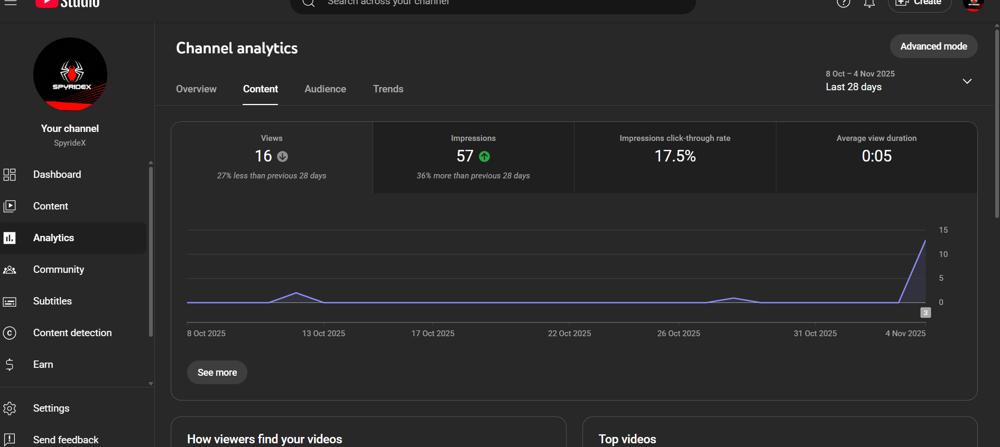 Studio
Search across your channel
Create
SPYRIDEX
Your channel
SpyrideX
Dashboard
Content
Analytics
Community
Subtitles
Content detection
Earn
Settings
Send feedback
Channel analytics
Advanced mode
Overview
Content
Audience
Trends
8 Oct – 4 Nov 2025
Last 28 days
Views
16
27% less than previous 28 days
Impressions
57
36% more than previous 28 days
Impressions click-through rate
17.5%
Average view duration
0:05
15
10
5
0
3
8 Oct 2025
13 Oct 2025
17 Oct 2025
22 Oct 2025
26 Oct 2025
31 Oct 2025
4 Nov 2025
See more
How viewers find your videos
Top videos